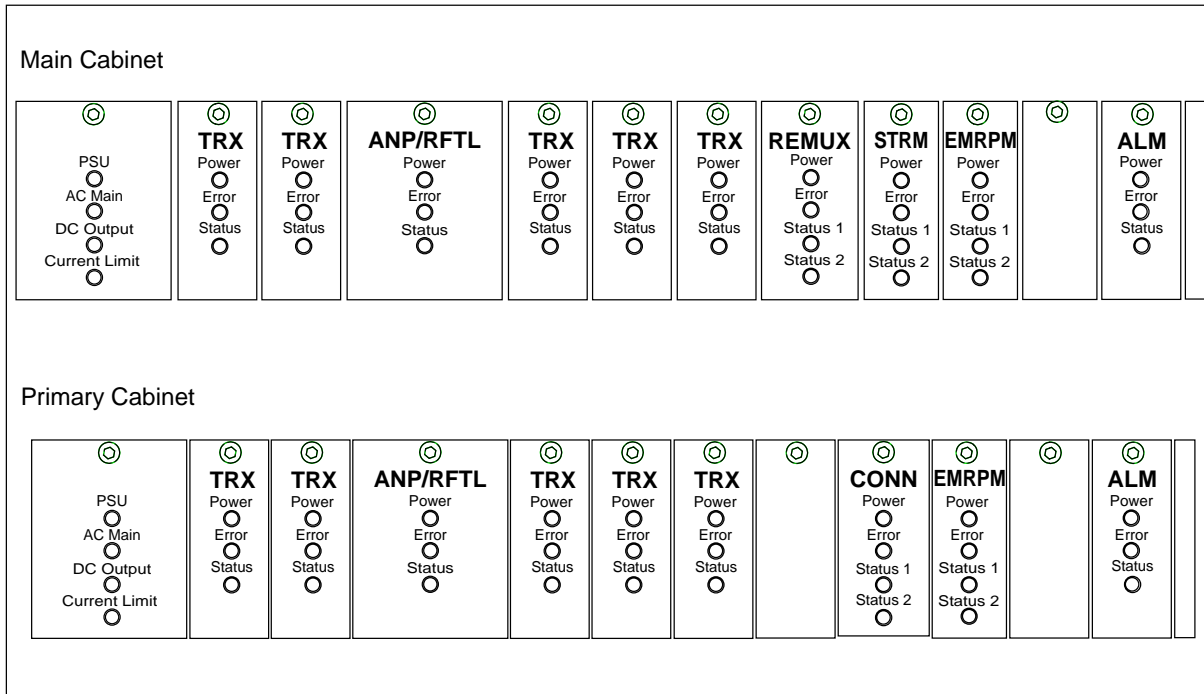 Main Cabinet
TRX TRX ANP/RFTL TRX TRX TRX REMUX STRM EMRPM ALM
PSU Power Power Power Power Power Power Power Power Power Power
AC Main Error Error Error Error Error Error Error Error Error Error
DC Output Status Status Status Status Status Status Status 1 Status 1 Status 1 Status
Current Limit Status 2 Status 2 Status 2
Primary Cabinet
TRX TRX ANP/RFTL TRX TRX TRX CONN EMRPM ALM
PSU Power Power Power Power Power Power Power Power Power
AC Main Error Error Error Error Error Error Error Error Error
DC Output Status Status Status Status Status Status Status 1 Status 1 Status
Current Limit Status 2 Status 2